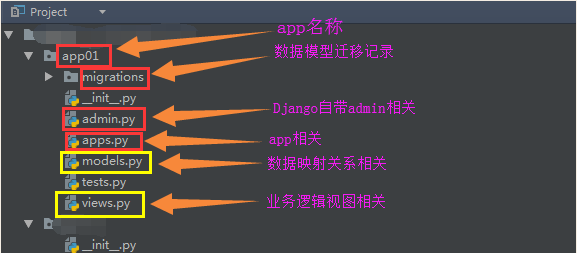 Project
app名称
app01
数据模型迁移记录
migrations
__init__.py
Django自带admin相关
admin.py
apps.py
app相关
models.py
数据映射关系相关
tests.py
views.py
业务逻辑视图相关
__init__.py